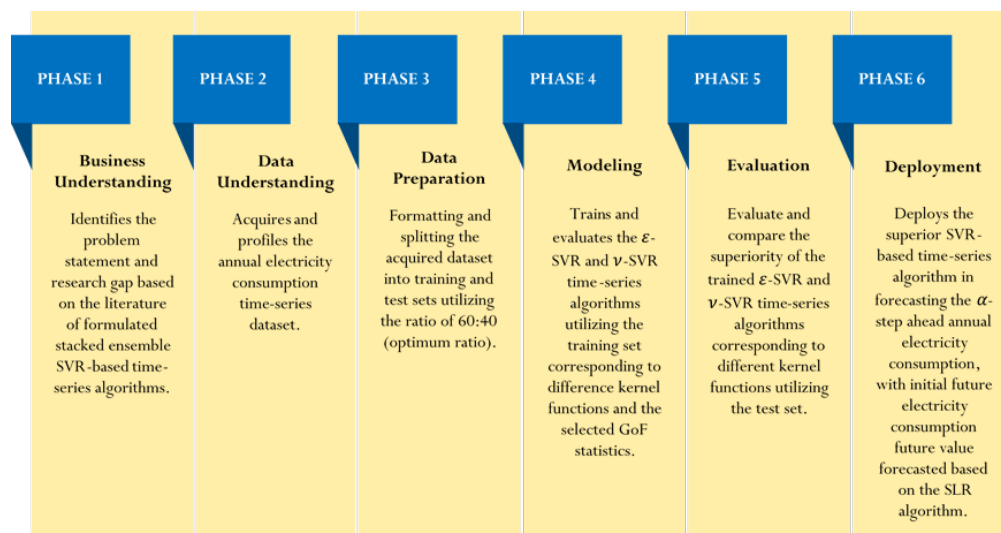 PHASE 1
Business
Understanding
Identifies the
problem
statement and
research gap based
on the literature
of formulated
stacked ensemble
SVR-based time-
series algorithms.
PHASE 2
Data
Understanding
Acquires and
profiles the
annual electricity
consumption
time-series
dataset.
PHASE 3
Data
Preparation
Formatting and
splitting the
acquired dataset
into training and
test sets utilizing
the ratio of 60:40
(optimum ratio).
PHASE 4
Modeling
Trains and
evaluates the ε-
SVR and ν-SVR
time-series
algorithms
utilizing the
training set
corresponding to
difference kernel
functions and the
selected GoF
statistics.
PHASE 5
Evaluation
Evaluate and
compare the
superiority of the
trained ε-SVR and
ν-SVR time-series
algorithms
corresponding to
different kernel
functions utilizing
the test set.
PHASE 6
Deployment
Deploys the
superior SVR-
based time-series
algorithm in
forecasting the α-
step ahead annual
electricity
consumption,
with initial future
electricity
consumption
future value
forecasted based
on the SLR
algorithm.